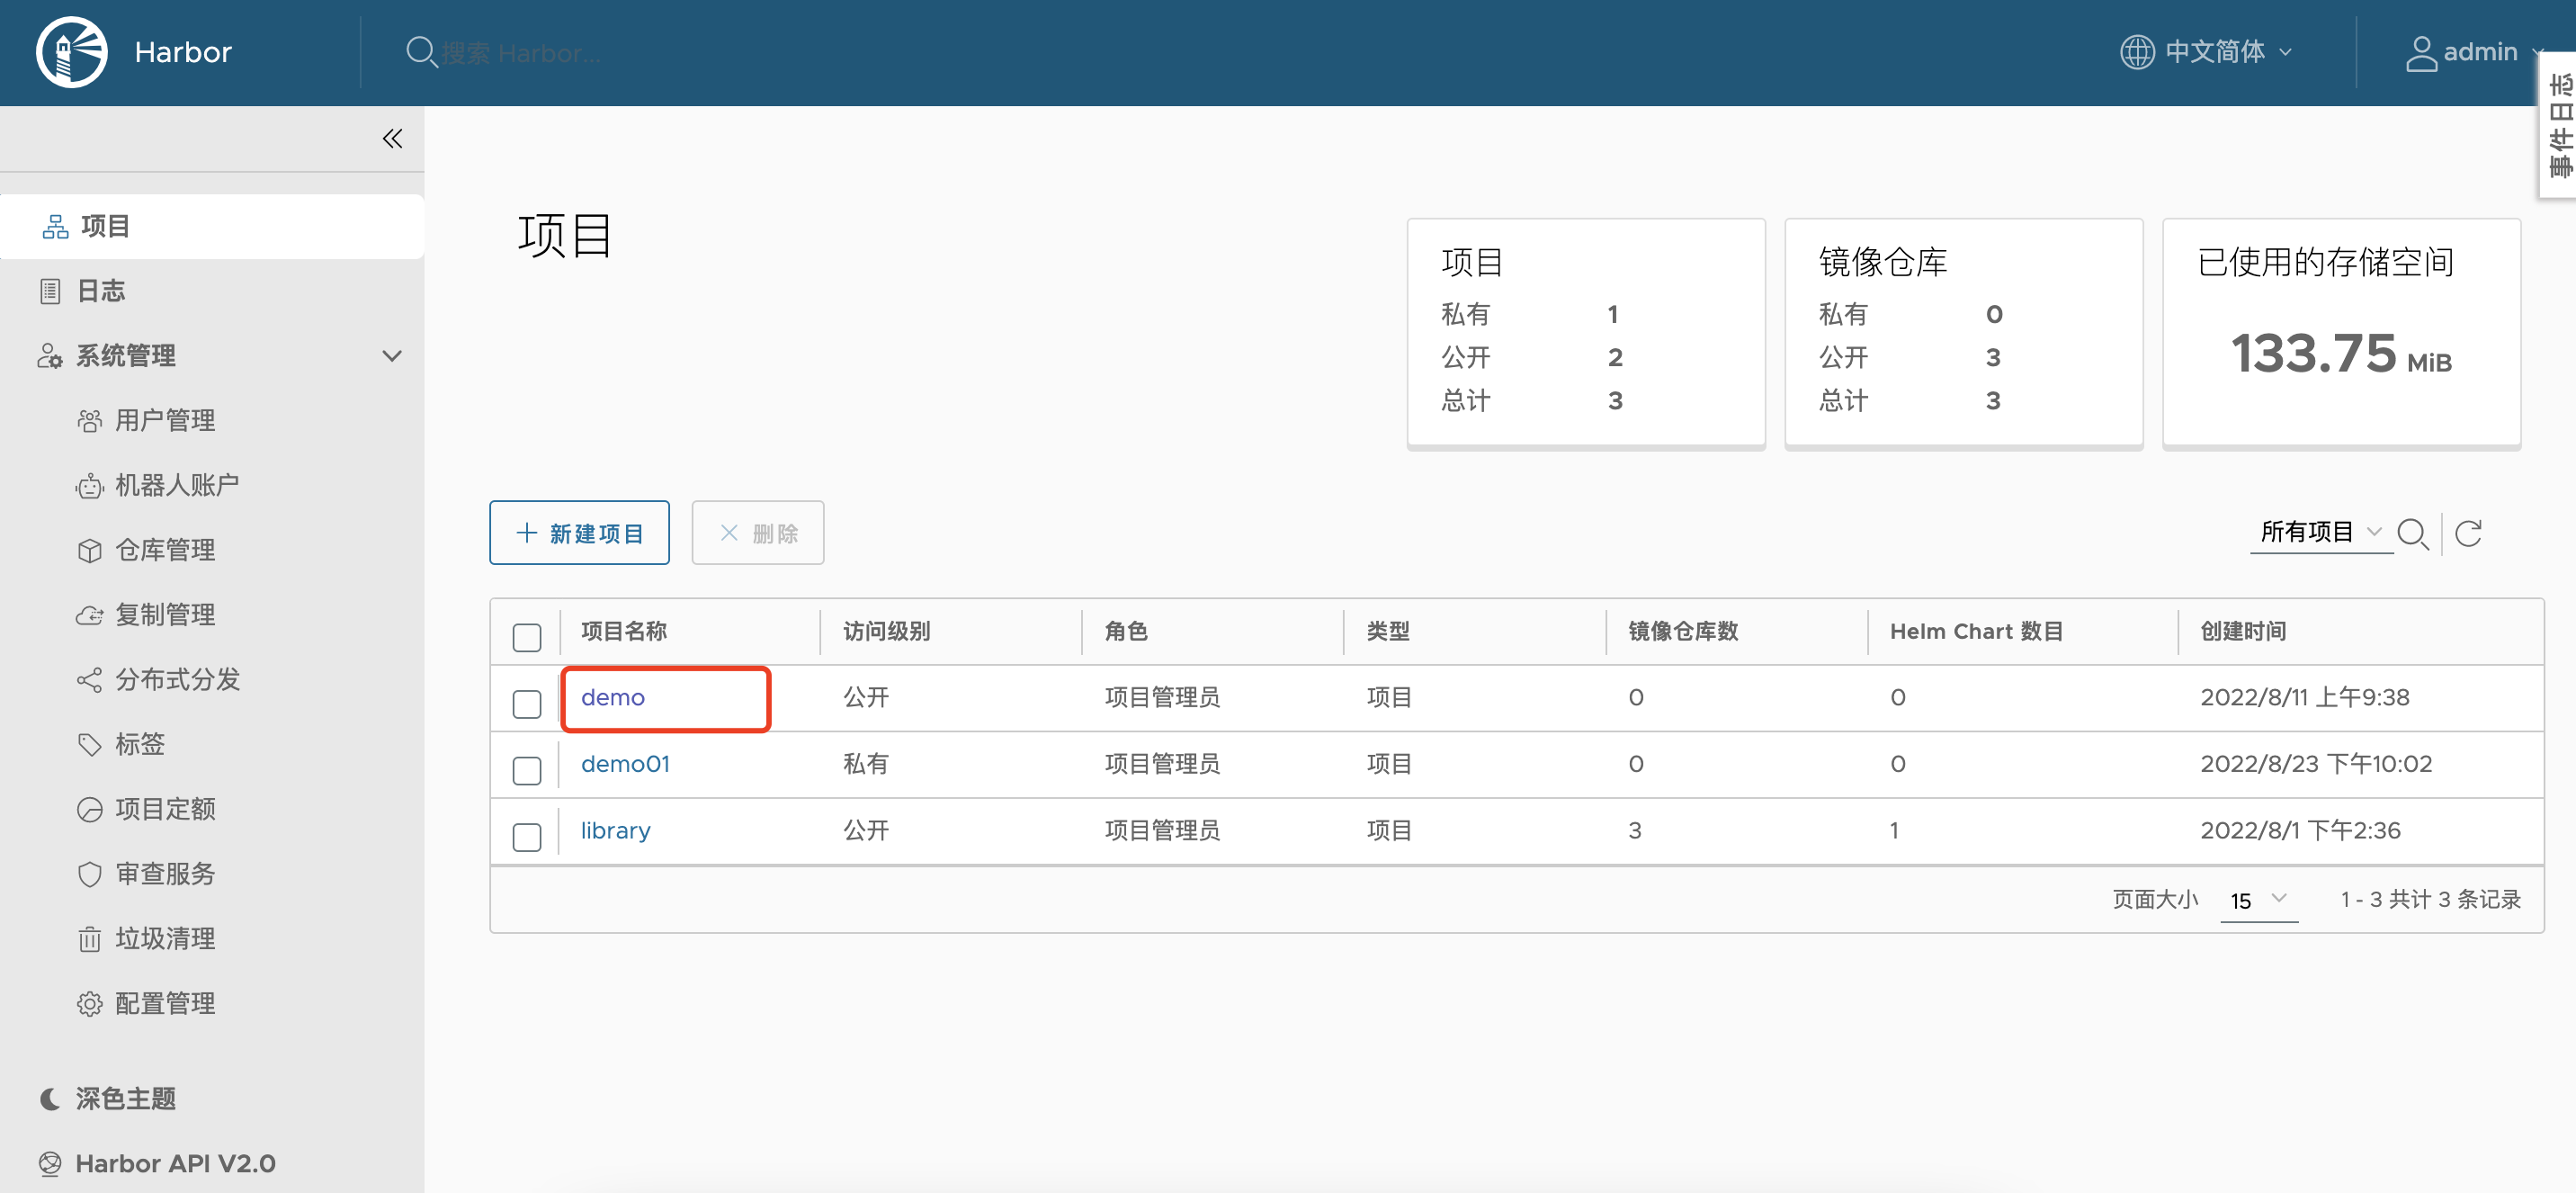 Harbor
搜索 Harbor...
中文简体
admin
事件日志
项目
日志
系统管理
用户管理
机器人账户
仓库管理
复制管理
分布式分发
标签
项目定额
审查服务
垃圾清理
配置管理
深色主题
Harbor API V2.0
项目
项目
私有 1
公开 2
总计 3
镜像仓库
私有 0
公开 3
总计 3
已使用的存储空间
133.75 MiB
新建项目
删除
所有项目
项目名称 访问级别 角色 类型 镜像仓库数 Helm Chart 数目 创建时间
demo 公开 项目管理员 项目 0 0 2022/8/11 上午9:38
demo01 私有 项目管理员 项目 0 0 2022/8/23 下午10:02
library 公开 项目管理员 项目 3 1 2022/8/1 下午2:36
页面大小 15 1 - 3 共计 3 条记录